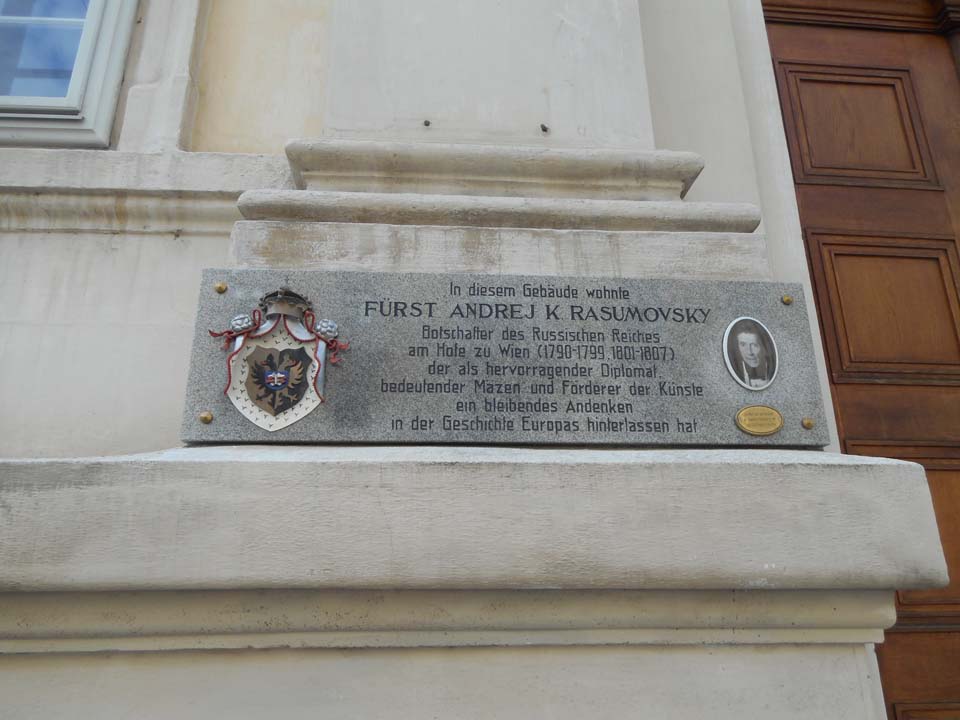 In diesem Gebäude wohnte
FÜRST ANDREJ K. RASUMOVSKY
Botschafter des Russischen Reiches
am Hofe zu Wien (1790-1799, 1801-1807)
der als hervorragender Diplomat,
bedeutender Mazen und Förderer der Künste
ein bleibendes Andenken
in der Geschichte Europas hinterlassen hat